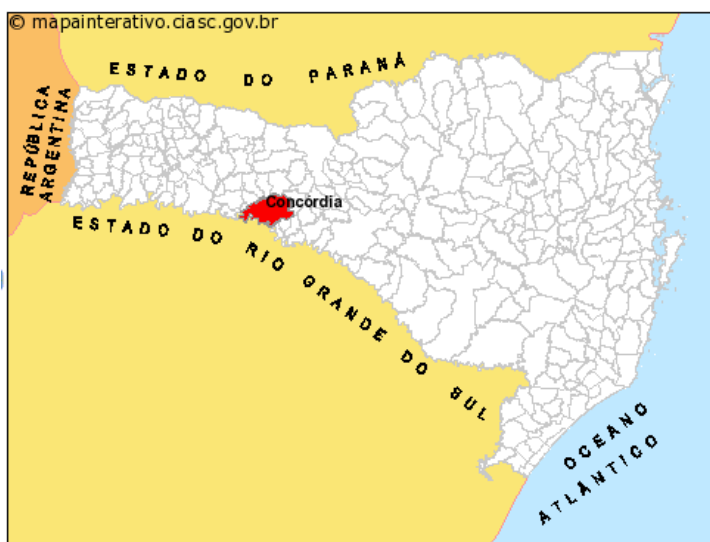 © mapainterativo.ciasc.gov.br
ESTADO DO PARANÁ
REPÚBLICA
ARGENTINA
Concórdia
ESTADO DO RIO GRANDE DO SUL
OCEANO
ATLÂNTICO